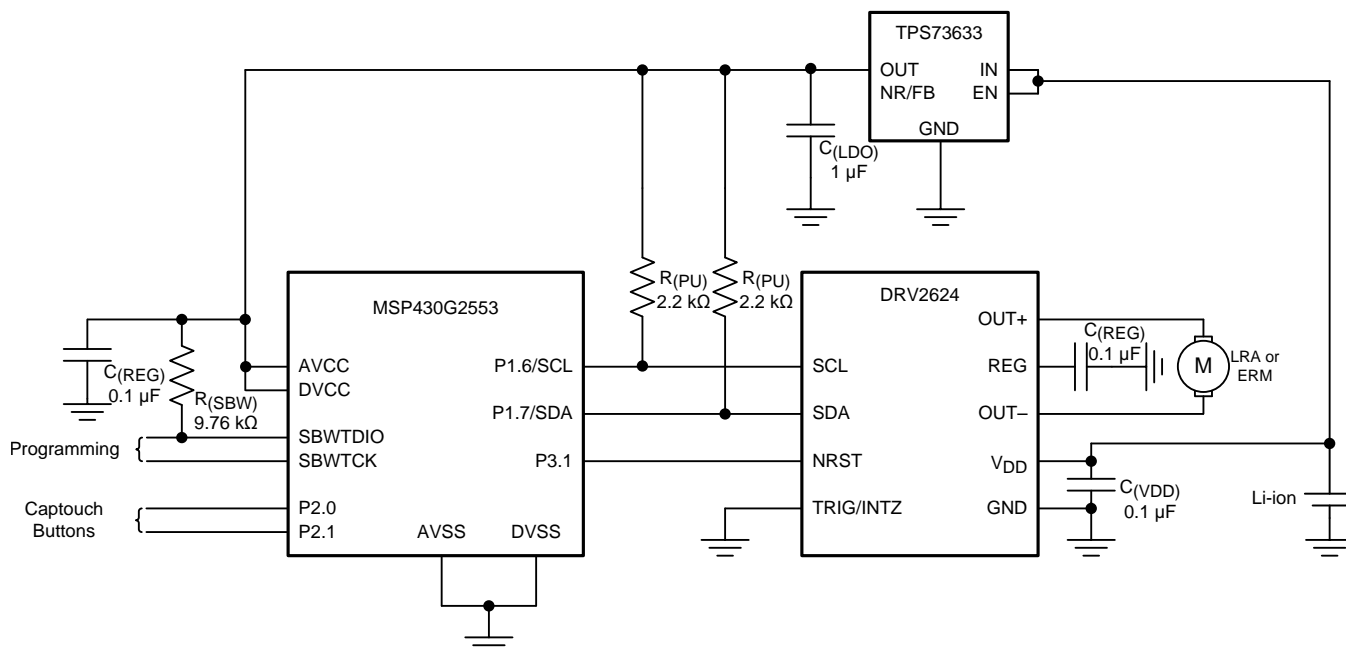 TPS73633
OUT
IN
NR/FB
EN
GND
C(LDO)
1 µF
R(PU)
2.2 kΩ
R(PU)
2.2 kΩ
MSP430G2553
DRV2624
C(REG)
0.1 µF
R(SBW)
9.76 kΩ
AVCC
DVCC
P1.6/SCL
P1.7/SDA
SBWTDIO
SBWTCK
P3.1
P2.0
P2.1
AVSS
DVSS
Programming
Captouch
Buttons
SCL
SDA
NRST
TRIG/INTZ
OUT+
REG
OUT–
VDD
GND
C(REG)
0.1 µF
M
LRA or
ERM
C(VDD)
0.1 µF
Li-ion